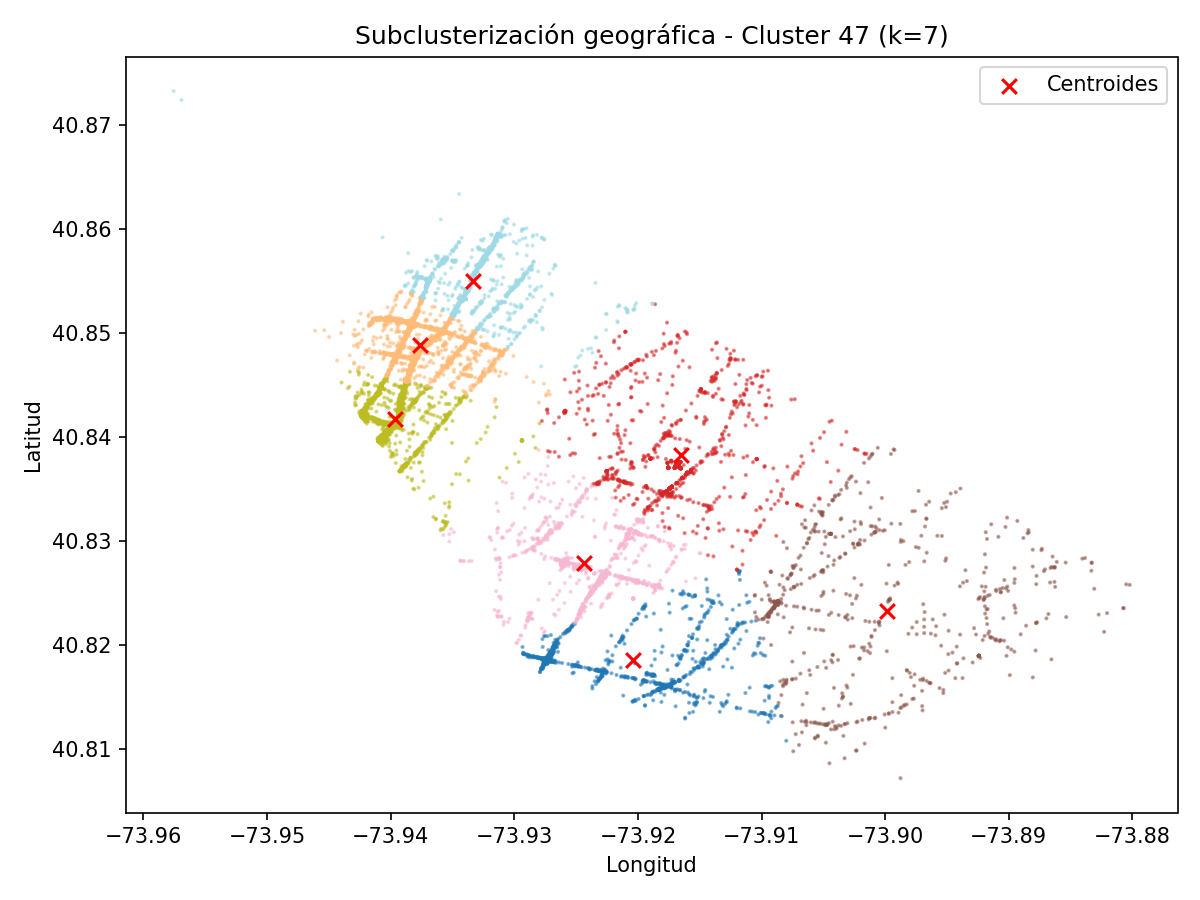 Subclusterización geográfica - Cluster 47 (k=7)
Centroides
40.87
40.86
40.85
40.84
40.83
40.82
40.81
Latitud
−73.96 −73.95 −73.94 −73.93 −73.92 −73.91 −73.90 −73.89 −73.88
Longitud